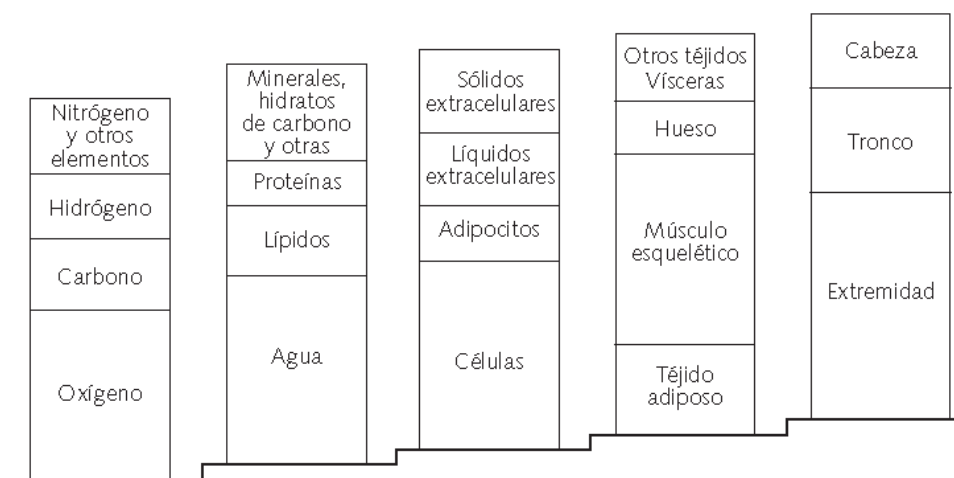 Nitrógeno
y otros
elementos
Hidrógeno
Carbono
Oxígeno
Minerales,
hidratos
de carbono
y otras
Proteínas
Lípidos
Agua
Sólidos
extracelulares
Líquidos
extracelulares
Adipocitos
Células
Otros téjidos
Vísceras
Hueso
Músculo
esquelético
Téjido
adiposo
Cabeza
Tronco
Extremidad